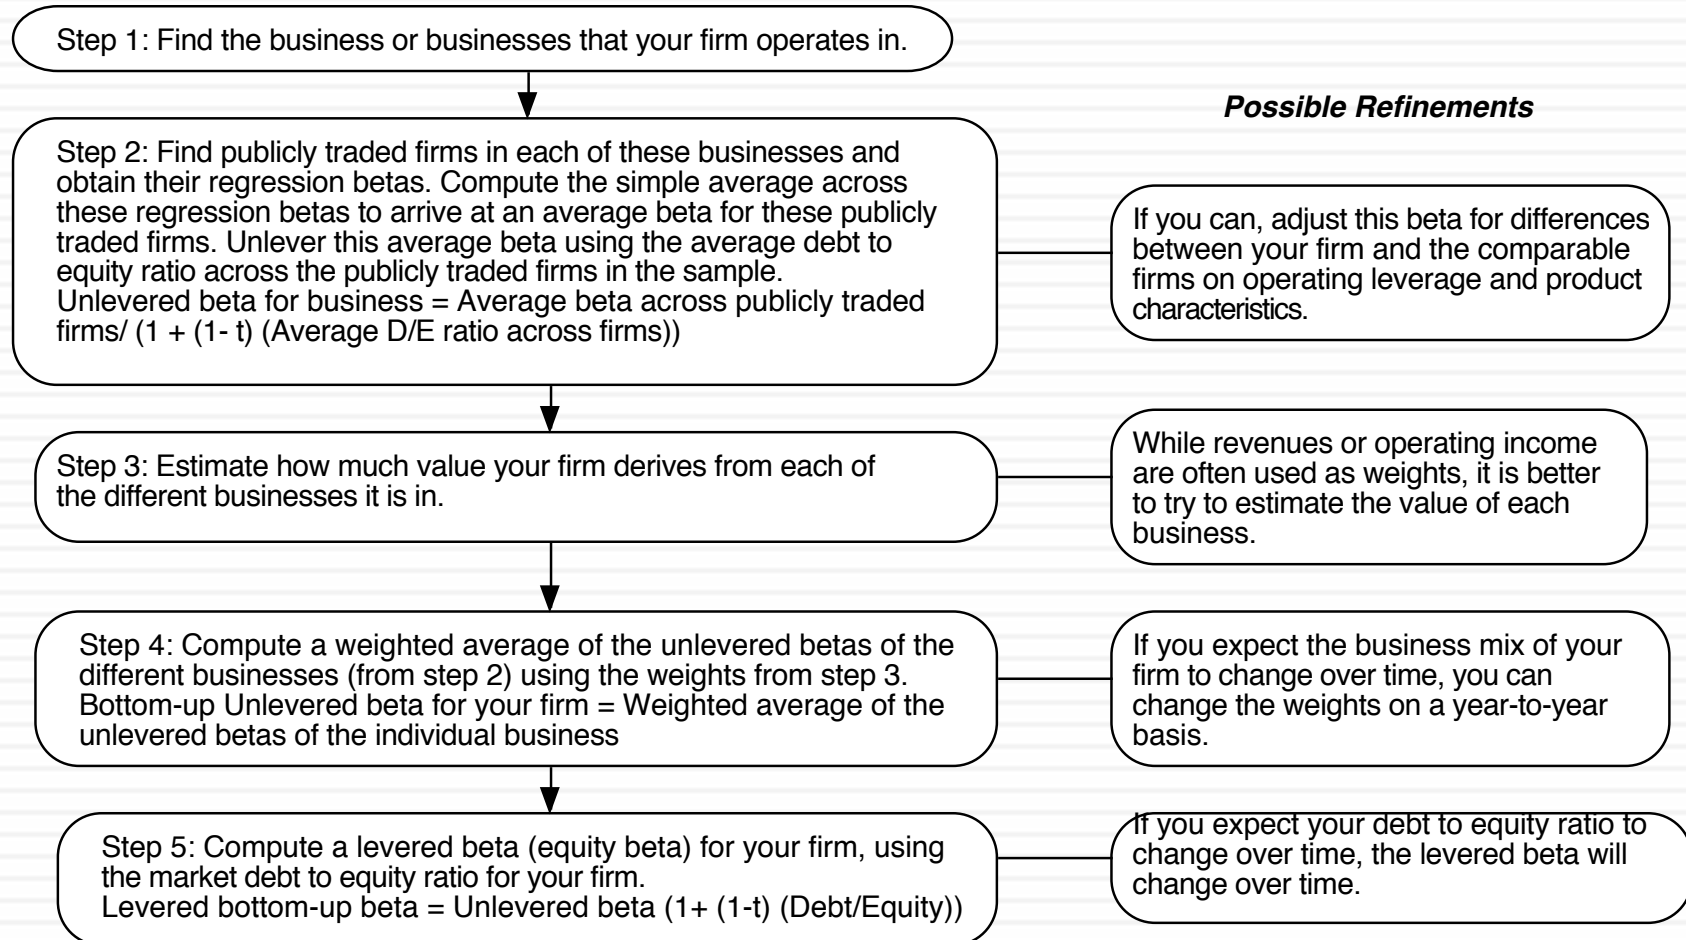 Step 1: Find the business or businesses that your firm operates in.
Possible Refinements
Step 2: Find publicly traded firms in each of these businesses and
obtain their regression betas. Compute the simple average across
these regression betas to arrive at an average beta for these publicly
traded firms. Unlever this average beta using the average debt to
equity ratio across the publicly traded firms in the sample.
Unlevered beta for business = Average beta across publicly traded
firms/ (1 + (1- t) (Average D/E ratio across firms))
If you can, adjust this beta for differences
between your firm and the comparable
firms on operating leverage and product
characteristics.
Step 3: Estimate how much value your firm derives from each of
the different businesses it is in.
While revenues or operating income
are often used as weights, it is better
to try to estimate the value of each
business.
Step 4: Compute a weighted average of the unlevered betas of the
different businesses (from step 2) using the weights from step 3.
Bottom-up Unlevered beta for your firm = Weighted average of the
unlevered betas of the individual business
If you expect the business mix of your
firm to change over time, you can
change the weights on a year-to-year
basis.
Step 5: Compute a levered beta (equity beta) for your firm, using
the market debt to equity ratio for your firm.
Levered bottom-up beta = Unlevered beta (1+ (1-t) (Debt/Equity))
If you expect your debt to equity ratio to
change over time, the levered beta will
change over time.